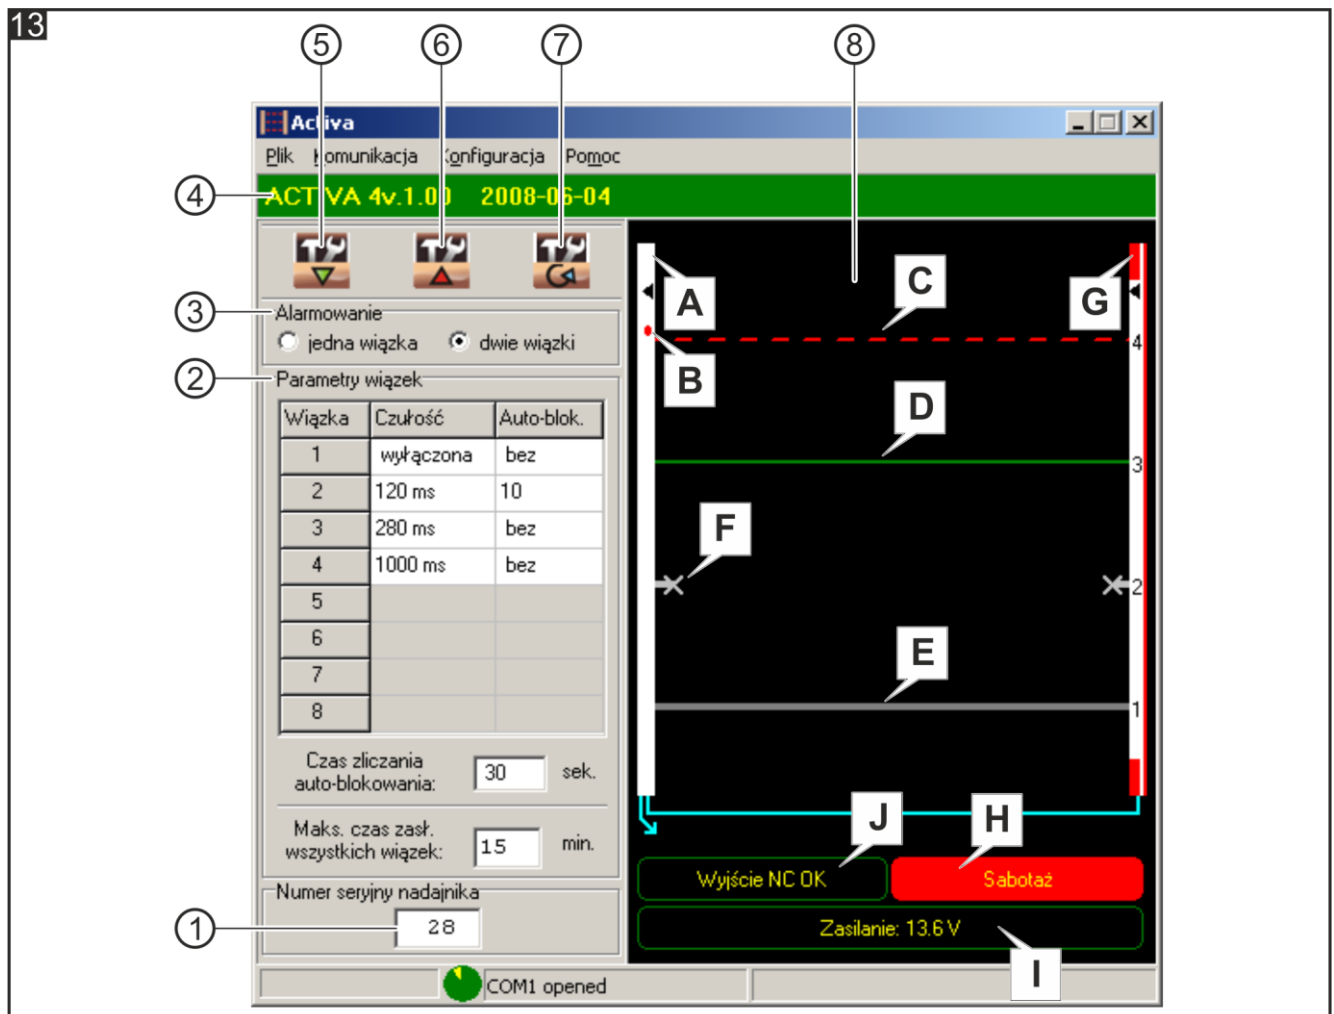 13
5 6 7 8
Activa
Plik Komunikacja Konfiguracja Pomoc
4
ACTIVA 4v.1.00 2008-06-04
3
Alarmowanie
jedna wiązka dwie wiązki
2
Parametry wiązek
Wiązka Czułość Auto-blok.
1 wyłączona bez
2 120 ms 10
3 280 ms bez
4 1000 ms bez
5
6
7
8
Czas zliczania
auto-blokowania: 30 sek.
Maks. czas zasł.
wszystkich wiązek: 15 min.
Numer seryjny nadajnika
1
28
A C G
4
B
D
3
F
2
E
1
J H
Wyjście NC OK Sabotaż
Zasilanie: 13.6 V
I
COM1 opened